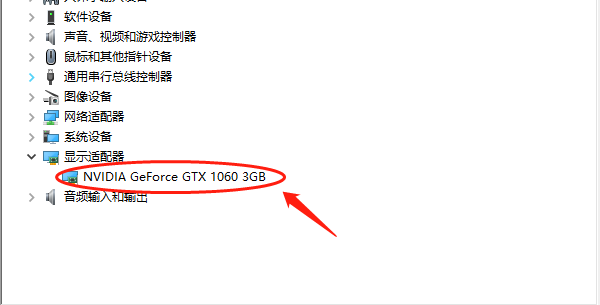 软件设备
声音、视频和游戏控制器
鼠标和其他指针设备
通用串行总线控制器
图像设备
网络适配器
系统设备
显示适配器
NVIDIA GeForce GTX 1060 3GB
音频输入和输出